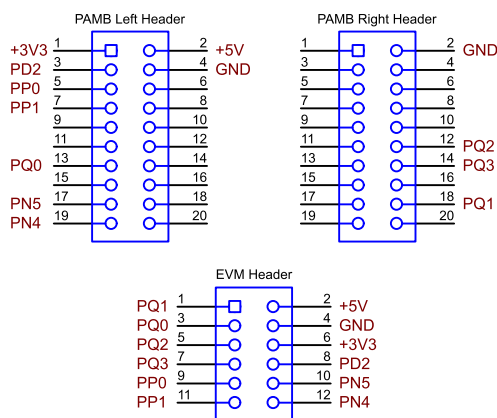 PAMB Left Header PAMB Right Header
+3V3 1 2 +5V 1 2 GND
PD2 3 4 GND 3 4
PP0 5 6 5 6
PP1 7 8 7 8
9 10 9 10
11 12 11 12 PQ2
PQ0 13 14 13 14 PQ3
15 16 15 16
PN5 17 18 17 18 PQ1
PN4 19 20 19 20
EVM Header
PQ1 1 2 +5V
PQ0 3 4 GND
PQ2 5 6 +3V3
PQ3 7 8 PD2
PP0 9 10 PN5
PP1 11 12 PN4